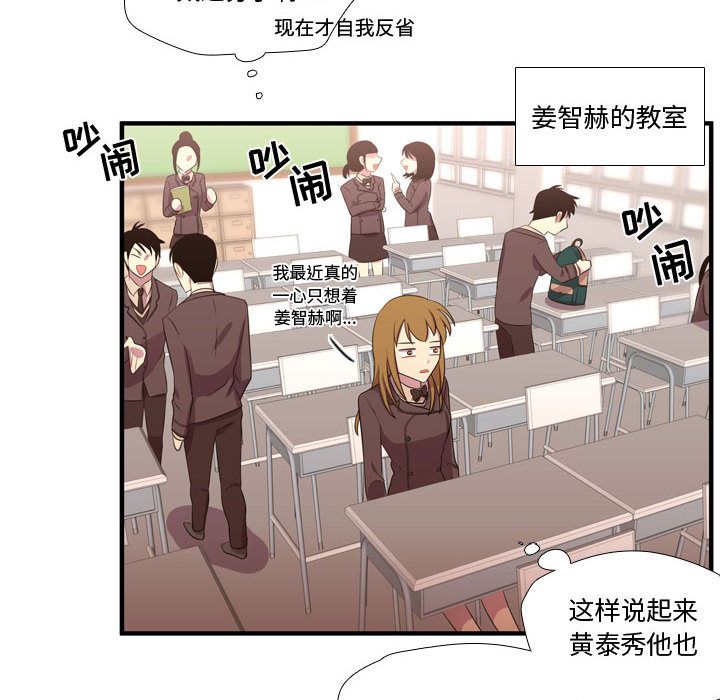 现在才自我反省
姜智赫的教室
吵闹
吵闹
吵闹
我最近真的
一心只想着
姜智赫啊...
这样说起来
黄泰秀他也